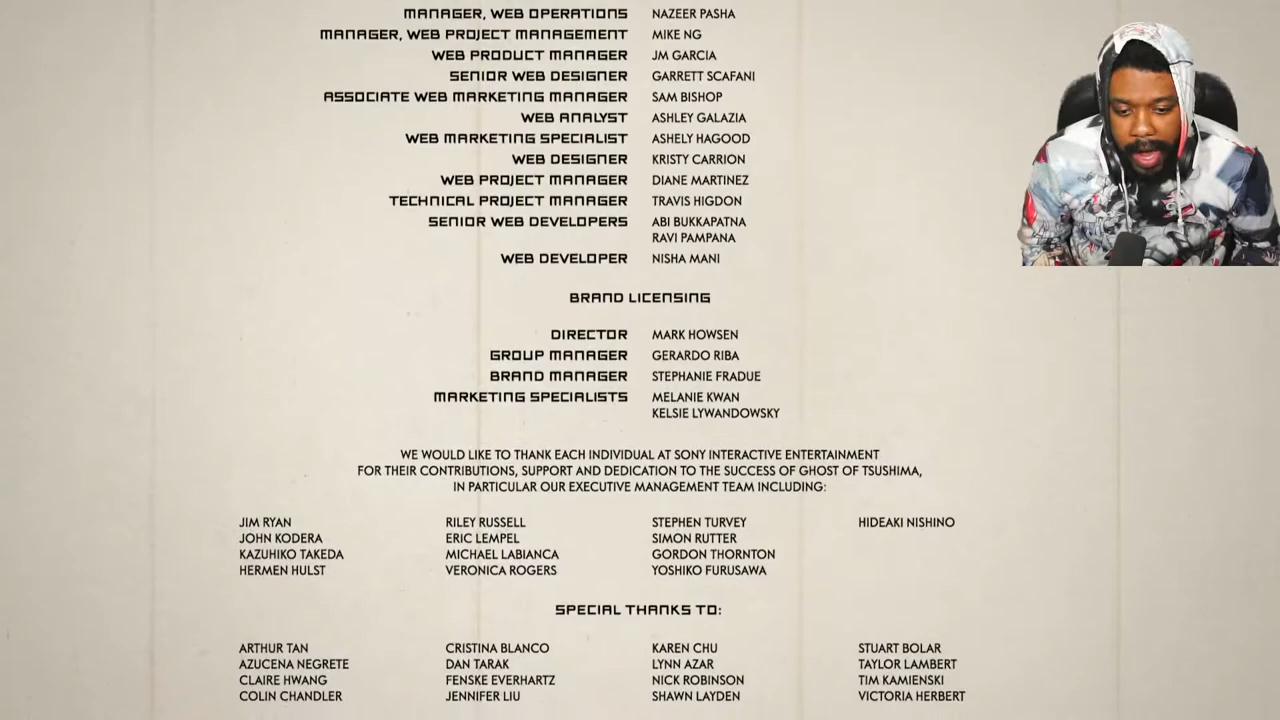 MANAGER, WEB OPERATIONS NAZEER PASHA
MANAGER, WEB PROJECT MANAGEMENT MIKE NG
WEB PRODUCT MANAGER JM GARCIA
SENIOR WEB DESIGNER GARRETT SCAFANI
ASSOCIATE WEB MARKETING MANAGER SAM BISHOP
WEB ANALYST ASHLEY GALAZIA
WEB MARKETING SPECIALIST ASHELY HAGOOD
WEB DESIGNER KRISTY CARRION
WEB PROJECT MANAGER DIANE MARTINEZ
TECHNICAL PROJECT MANAGER TRAVIS HIGDON
SENIOR WEB DEVELOPERS ABI BUKKAPATNA
RAVI PAMPANA
WEB DEVELOPER NISHA MANI
BRAND LICENSING
DIRECTOR MARK HOWSEN
GROUP MANAGER GERARDO RIBA
BRAND MANAGER STEPHANIE FRADUE
MARKETING SPECIALISTS MELANIE KWAN
KELSIE LYWANDOWSKY
WE WOULD LIKE TO THANK EACH INDIVIDUAL AT SONY INTERACTIVE ENTERTAINMENT
FOR THEIR CONTRIBUTIONS, SUPPORT AND DEDICATION TO THE SUCCESS OF GHOST OF TSUSHIMA,
IN PARTICULAR OUR EXECUTIVE MANAGEMENT TEAM INCLUDING:
JIM RYAN RILEY RUSSELL STEPHEN TURVEY HIDEAKI NISHINO
JOHN KODERA ERIC LEMPEL SIMON RUTTER
KAZUHIKO TAKEDA MICHAEL LABIANCA GORDON THORNTON
HERMEN HULST VERONICA ROGERS YOSHIKO FURUSAWA
SPECIAL THANKS TO:
ARTHUR TAN CRISTINA BLANCO KAREN CHU STUART BOLAR
AZUCENA NEGRETE DAN TARAK LYNN AZAR TAYLOR LAMBERT
CLAIRE HWANG FENSKE EVERHARTZ NICK ROBINSON TIM KAMIENSKI
COLIN CHANDLER JENNIFER LIU SHAWN LAYDEN VICTORIA HERBERT